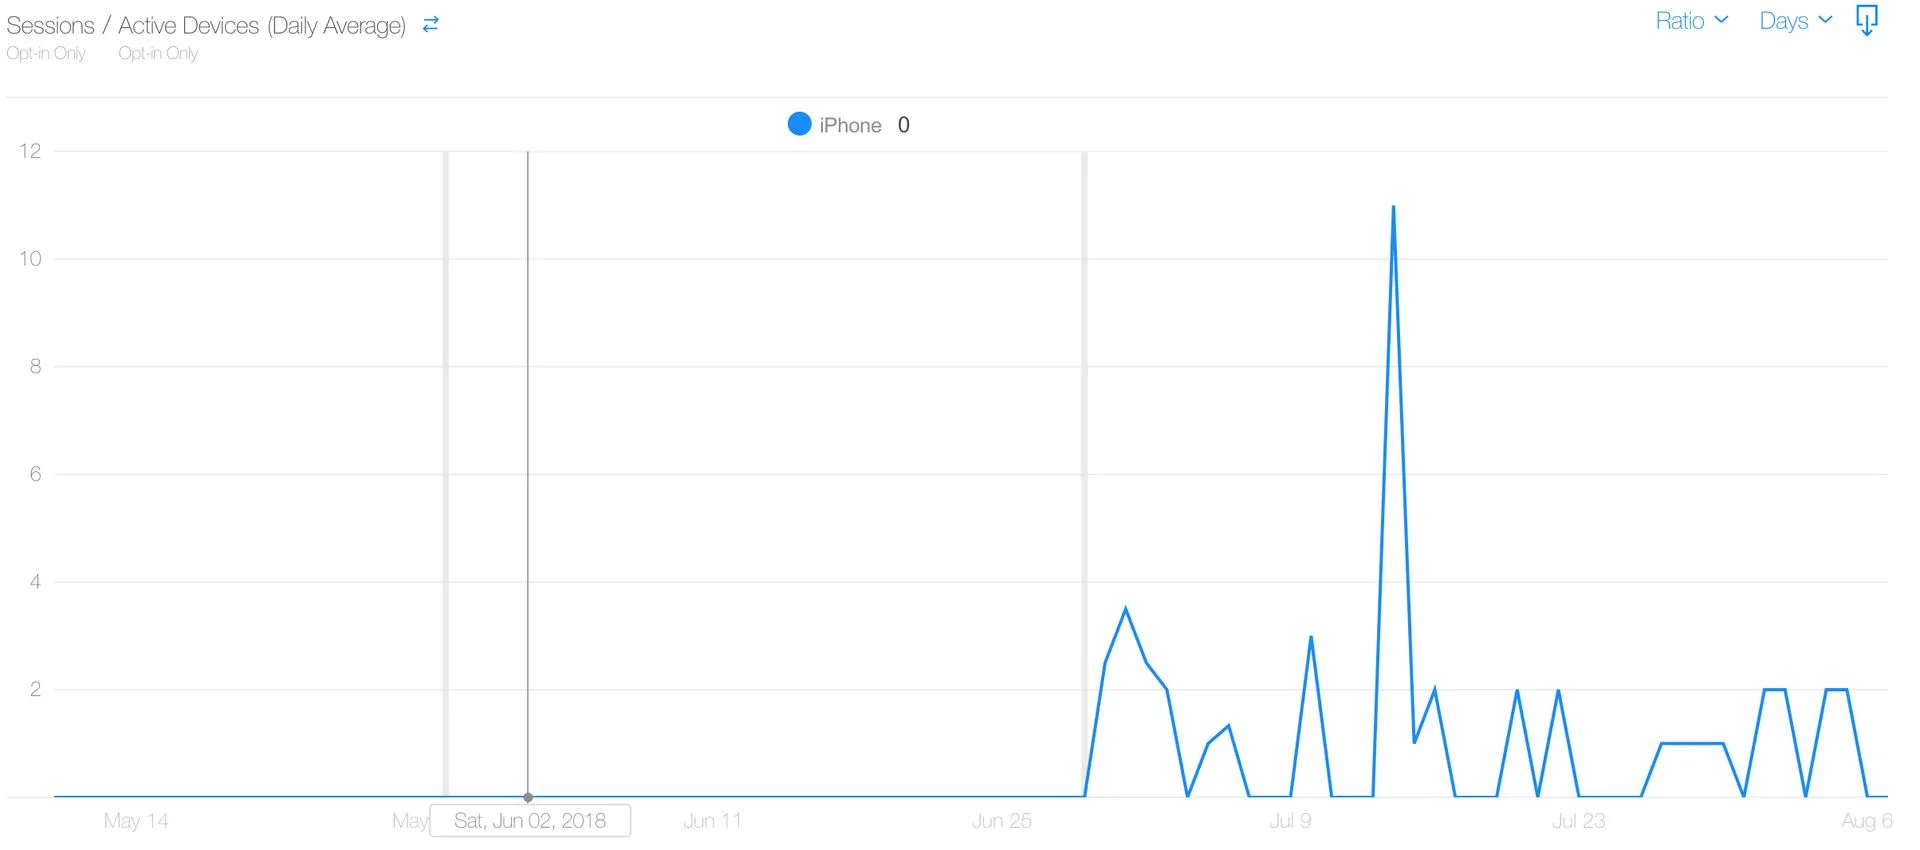 Sessions / Active Devices (Daily Average)
Opt-in Only Opt-in Only
Ratio Days
iPhone 0
12
10
8
6
4
2
May 14 May Sat, Jun 02, 2018 Jun 11 Jun 25 Jul 9 Jul 23 Aug 6